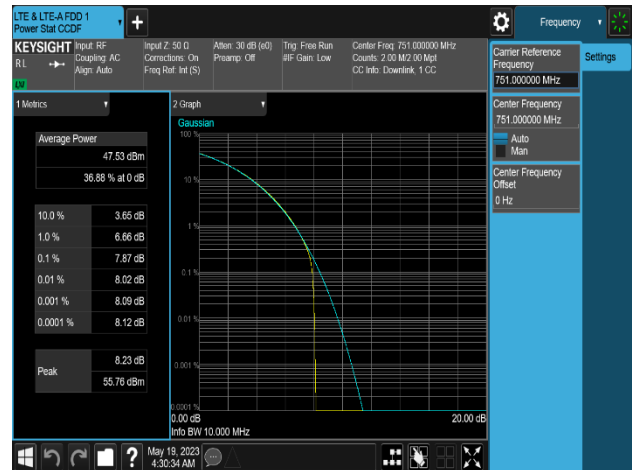 LTE & LTE-A FDD 1
Power Stat CCDF
Frequency
KEYSIGHT
RL
Input: RF
Coupling: AC
Align: Auto
Input Z: 50 Ω
Corrections: On
Freq Ref: Int (S)
Atten: 30 dB (e0)
Preamp: Off
Trig: Free Run
#IF Gain: Low
Center Freq: 751.000000 MHz
Counts: 2.00 M/2.00 Mpt
CC Info: Downlink, 1 CC
1 Metrics
Average Power
47.53 dBm
36.88 % at 0 dB
10.0 % 3.65 dB
1.0 % 6.66 dB
0.1 % 7.87 dB
0.01 % 8.02 dB
0.001 % 8.09 dB
0.0001 % 8.12 dB
Peak
8.23 dB
55.76 dBm
2 Graph
Gaussian
100 %
10 %
1 %
0.1 %
0.01 %
0.001 %
0.0001 %
0.00 dB
20.00 dB
Info BW 10.000 MHz
Carrier Reference
Frequency
751.000000 MHz
Center Frequency
751.000000 MHz
Auto
Man
Center Frequency
Offset
0 Hz
Settings
?
May 19, 2023
4:30:34 AM